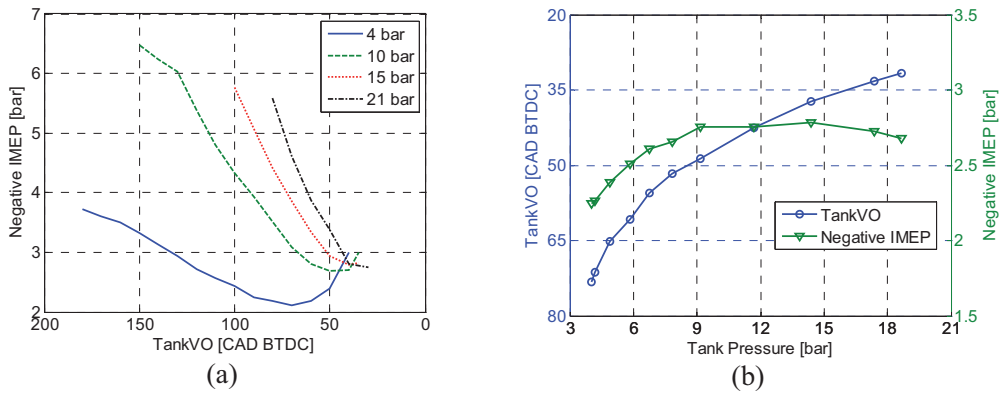 7
6
5
4
3
2
200
150
100
50
0
Negative IMEP [bar]
TankVO [CAD BTDC]
4 bar
10 bar
15 bar
21 bar
(a)
20
35
50
65
80
TankVO [CAD BTDC]
3.5
3
2.5
2
1.5
Negative IMEP [bar]
TankVO
Negative IMEP
3
6
9
12
15
18
21
Tank Pressure [bar]
(b)